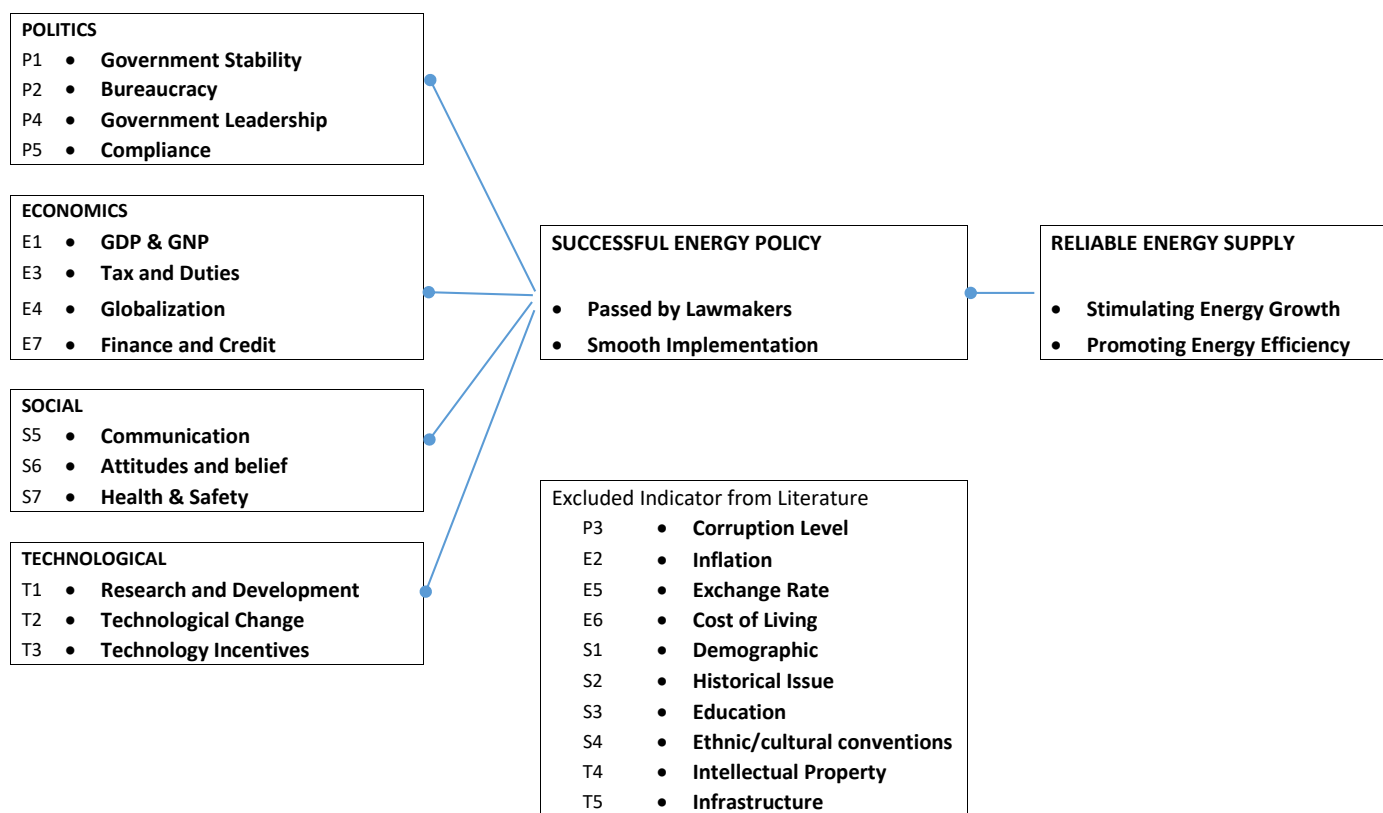 POLITICS
P1 • Government Stability
P2 • Bureaucracy
P4 • Government Leadership
P5 • Compliance
ECONOMICS
E1 • GDP & GNP
E3 • Tax and Duties
E4 • Globalization
E7 • Finance and Credit
SOCIAL
S5 • Communication
S6 • Attitudes and belief
S7 • Health & Safety
TECHNOLOGICAL
T1 • Research and Development
T2 • Technological Change
T3 • Technology Incentives
SUCCESSFUL ENERGY POLICY
• Passed by Lawmakers
• Smooth Implementation
RELIABLE ENERGY SUPPLY
• Stimulating Energy Growth
• Promoting Energy Efficiency
Excluded Indicator from Literature
P3 • Corruption Level
E2 • Inflation
E5 • Exchange Rate
E6 • Cost of Living
S1 • Demographic
S2 • Historical Issue
S3 • Education
S4 • Ethnic/cultural conventions
T4 • Intellectual Property
T5 • Infrastructure